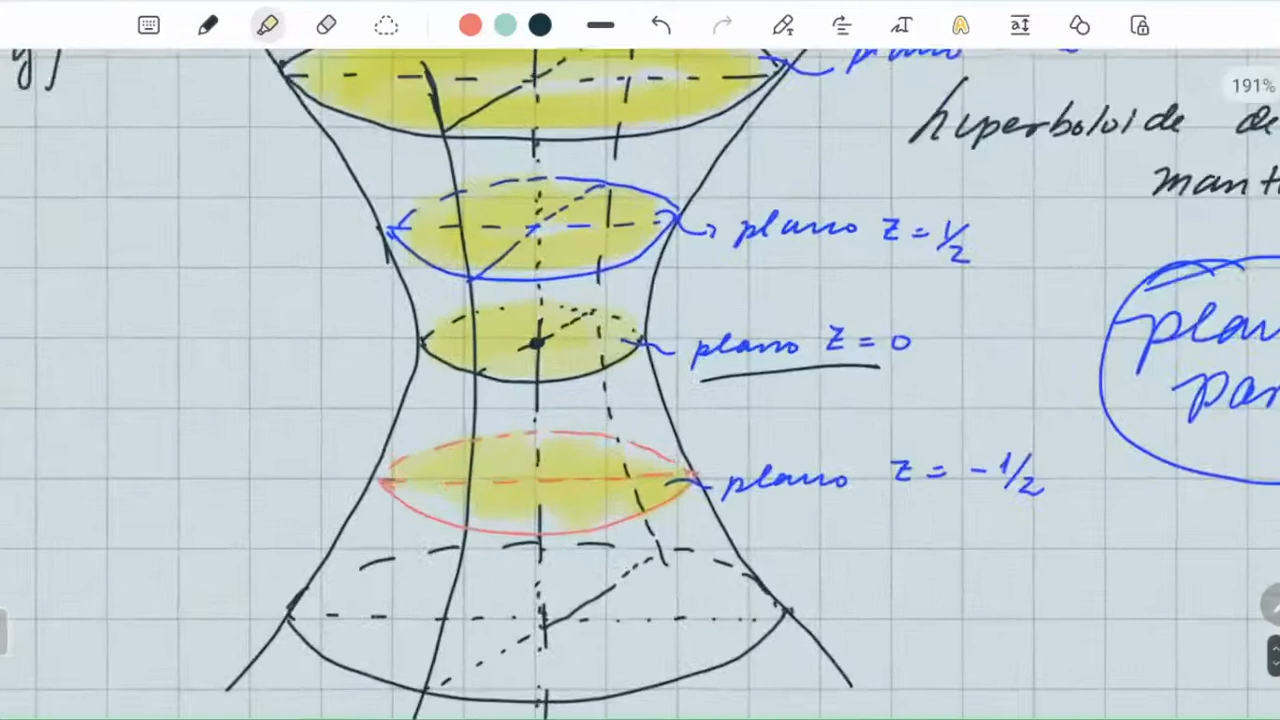 y)
191%
hiperboloide de
plano z = 1/2
plano z = 0
plano z = -1/2